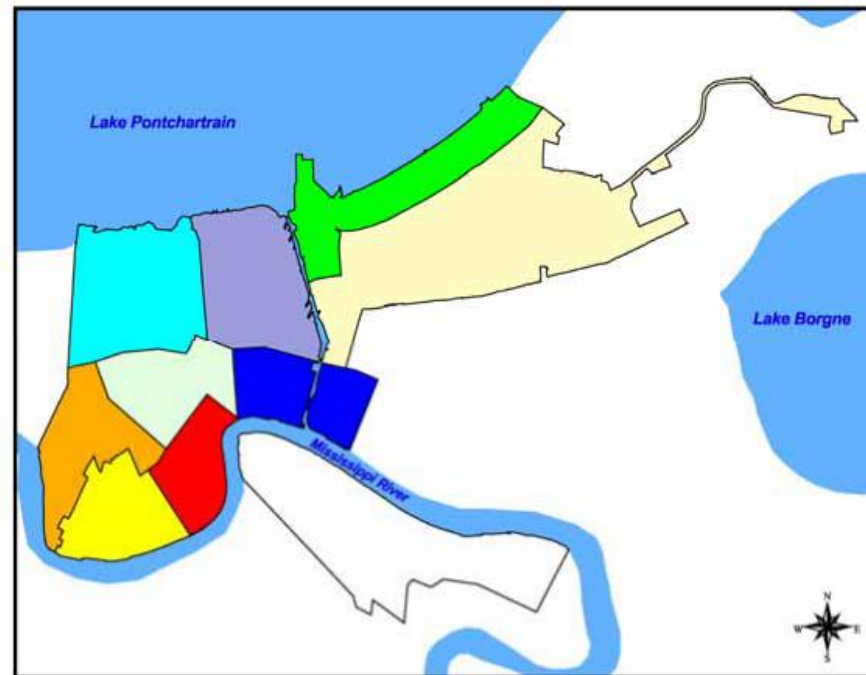 Lake Pontchartrain
Lake Borgne
Mississippi River
N
W E
S